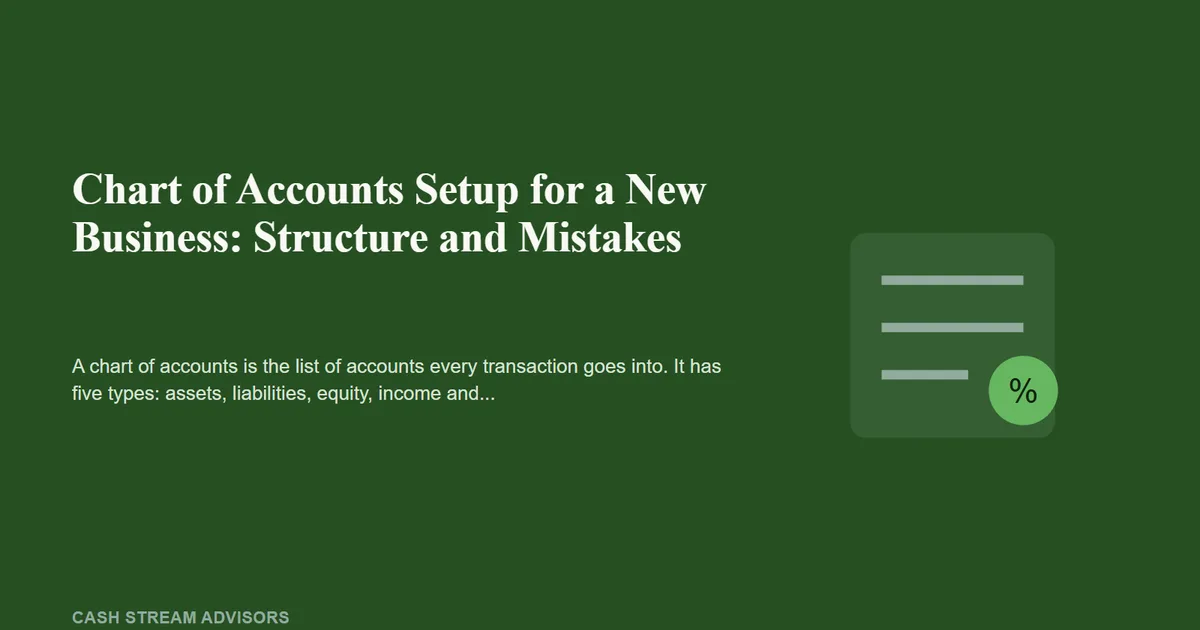 Chart of Accounts Setup for a New
Business: Structure and Mistakes
A chart of accounts is the list of accounts every transaction goes into. It has
five types: assets, liabilities, equity, income and...
%
CASH STREAM ADVISORS